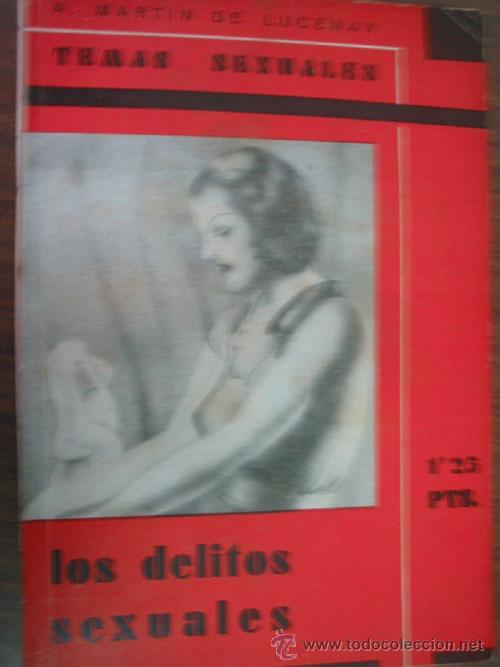 A. MARTIN DE LUCENAY
TEMAS SEXUALES
1'25
PTS.
los delitos
sexuales
www.todocoleccion.net